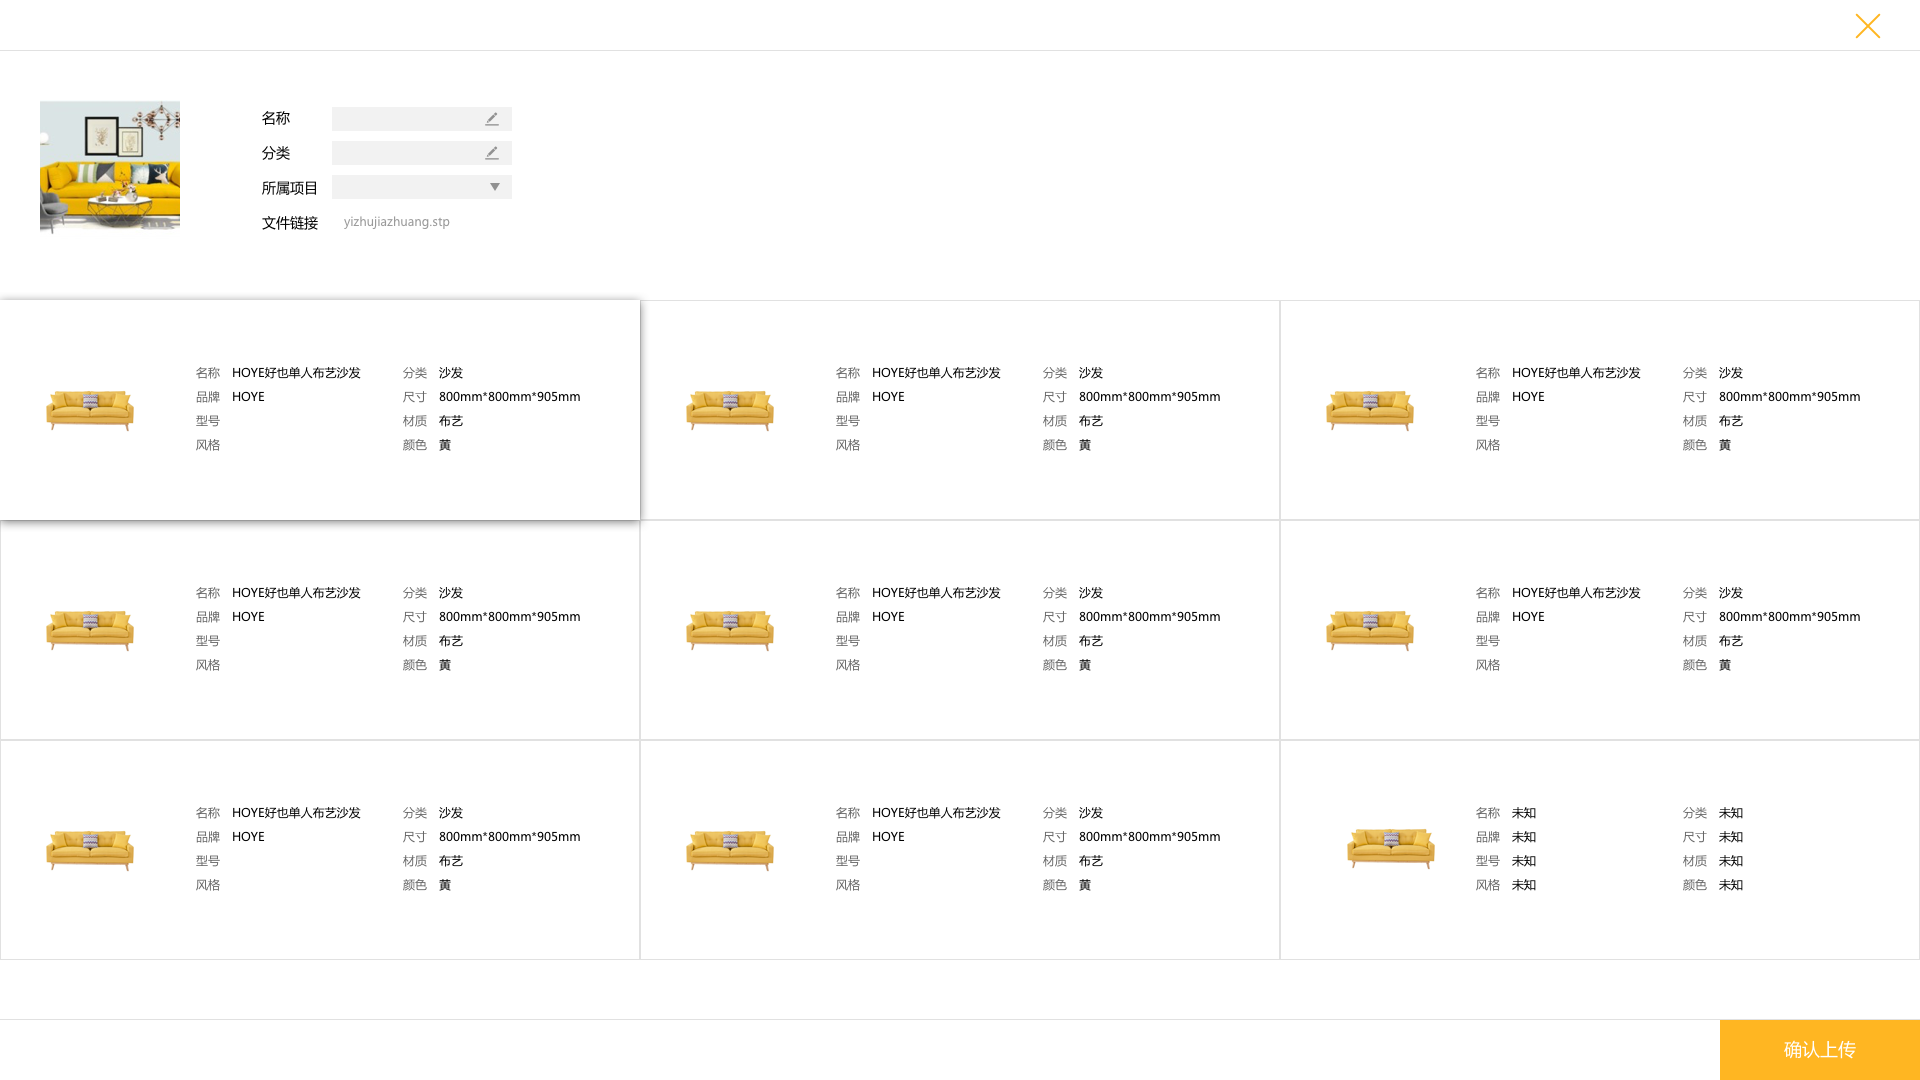 名称
分类
所属项目
文件链接 yizhujiazhuang.stp
名称 HOYE好也单人布艺沙发 分类 沙发
品牌 HOYE 尺寸 800mm*800mm*905mm
型号 材质 布艺
风格 颜色 黄
名称 HOYE好也单人布艺沙发 分类 沙发
品牌 HOYE 尺寸 800mm*800mm*905mm
型号 材质 布艺
风格 颜色 黄
名称 HOYE好也单人布艺沙发 分类 沙发
品牌 HOYE 尺寸 800mm*800mm*905mm
型号 材质 布艺
风格 颜色 黄
名称 HOYE好也单人布艺沙发 分类 沙发
品牌 HOYE 尺寸 800mm*800mm*905mm
型号 材质 布艺
风格 颜色 黄
名称 HOYE好也单人布艺沙发 分类 沙发
品牌 HOYE 尺寸 800mm*800mm*905mm
型号 材质 布艺
风格 颜色 黄
名称 HOYE好也单人布艺沙发 分类 沙发
品牌 HOYE 尺寸 800mm*800mm*905mm
型号 材质 布艺
风格 颜色 黄
名称 HOYE好也单人布艺沙发 分类 沙发
品牌 HOYE 尺寸 800mm*800mm*905mm
型号 材质 布艺
风格 颜色 黄
名称 HOYE好也单人布艺沙发 分类 沙发
品牌 HOYE 尺寸 800mm*800mm*905mm
型号 材质 布艺
风格 颜色 黄
名称 未知 分类 未知
品牌 未知 尺寸 未知
型号 未知 材质 未知
风格 未知 颜色 未知
确认上传